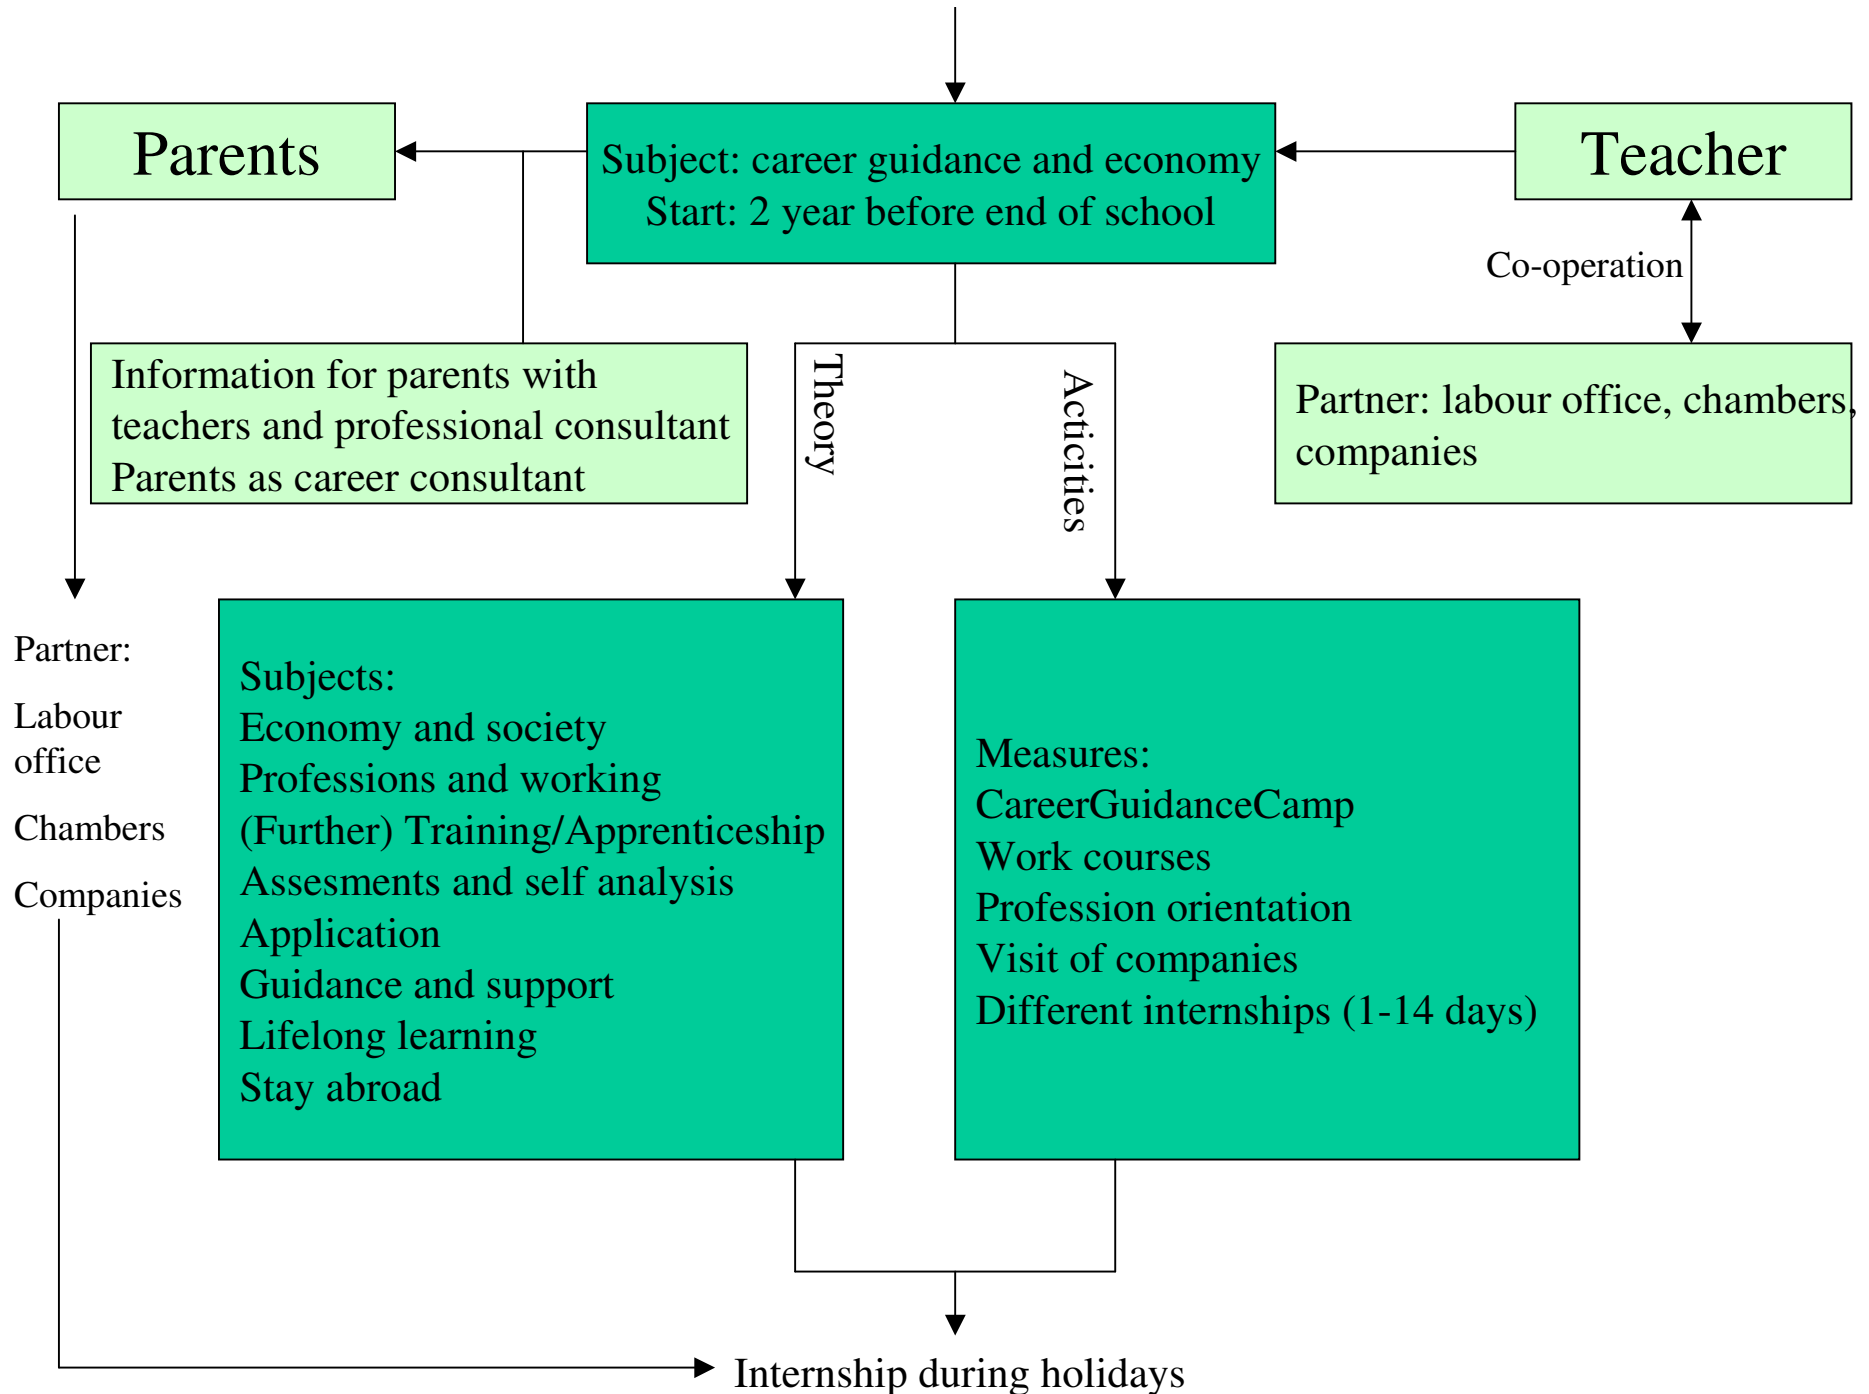 Parents
Subject: career guidance and economy
Start: 2 year before end of school
Teacher
Co-operation
Information for parents with
teachers and professional consultant
Parents as career consultant
Theory
Acticities
Partner: labour office, chambers,
companies
Partner:
Labour
office
Chambers
Companies
Subjects:
Economy and society
Professions and working
(Further) Training/Apprenticeship
Assesments and self analysis
Application
Guidance and support
Lifelong learning
Stay abroad
Measures:
CareerGuidanceCamp
Work courses
Profession orientation
Visit of companies
Different internships (1-14 days)
Internship during holidays